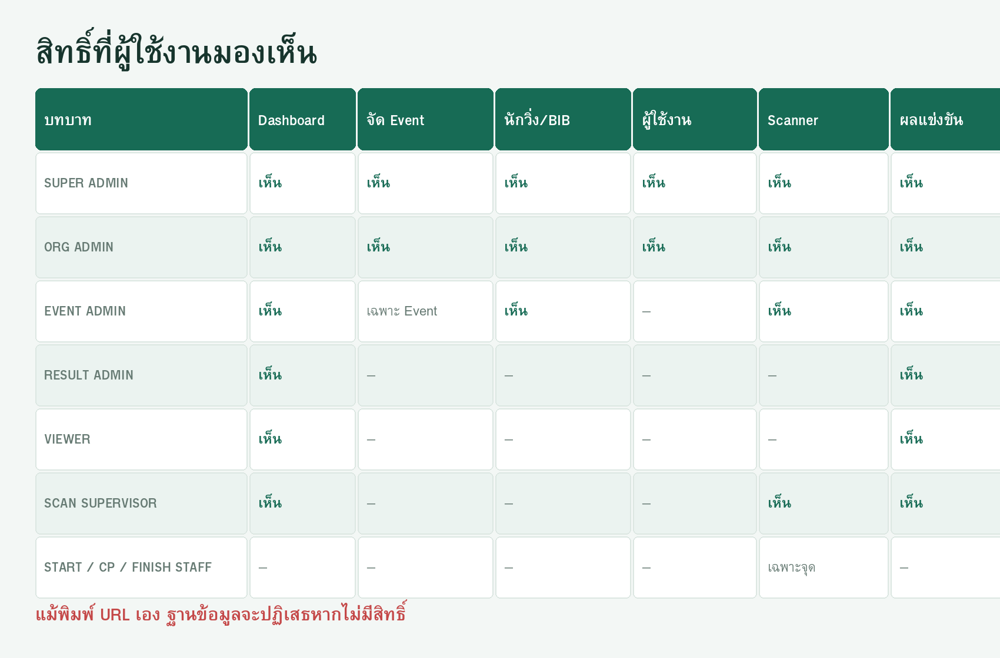 สิทธิ์ที่ผู้ใช้งานมองเห็น
บทบาท Dashboard จัด Event นักวิ่ง/BIB ผู้ใช้งาน Scanner ผลแข่งขัน
SUPER ADMIN เห็น เห็น เห็น เห็น เห็น เห็น
ORG ADMIN เห็น เห็น เห็น เห็น เห็น เห็น
EVENT ADMIN เห็น เฉพาะ Event เห็น – เห็น เห็น
RESULT ADMIN เห็น – – – – เห็น
VIEWER เห็น – – – – เห็น
SCAN SUPERVISOR เห็น – – – เห็น เห็น
START / CP / FINISH STAFF – – – – เฉพาะจุด –
แม้พิมพ์ URL เอง ฐานข้อมูลจะปฏิเสธหากไม่มีสิทธิ์